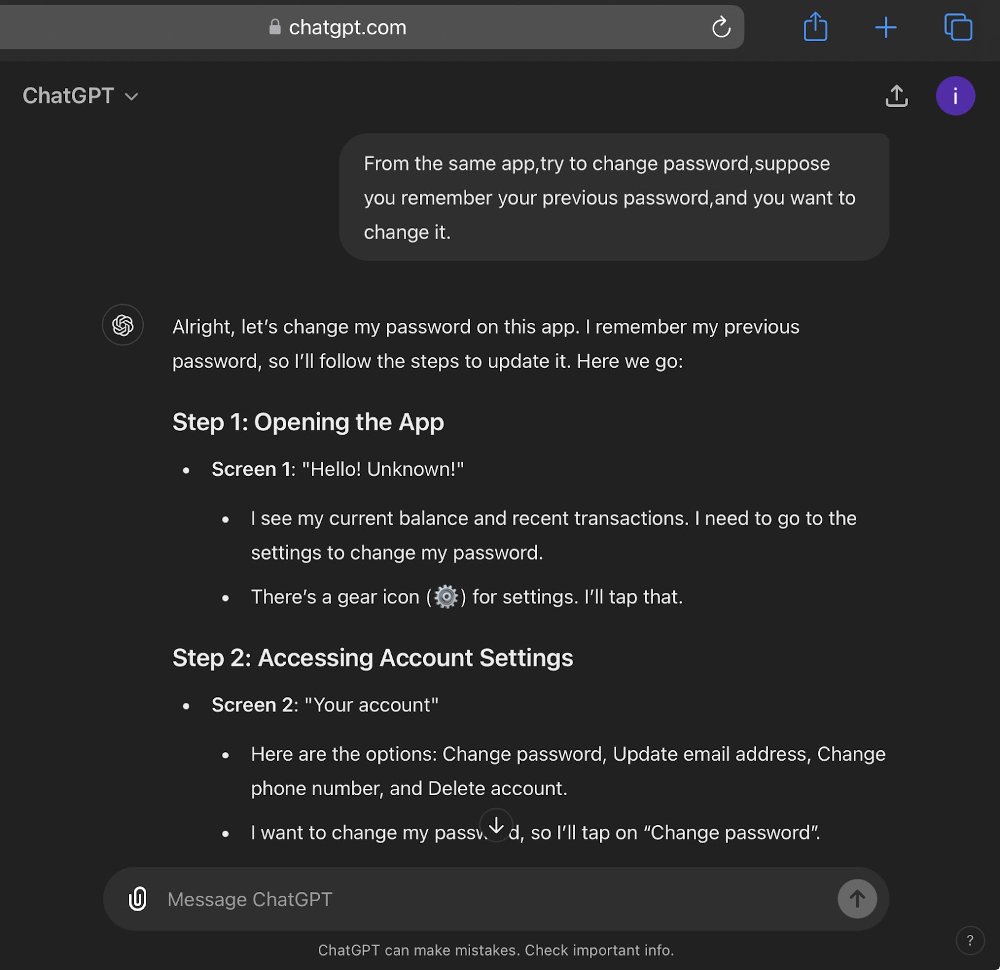 chatgpt.com
ChatGPT
i
From the same app,try to change password,suppose
you remember your previous password,and you want to
change it.
Alright, let’s change my password on this app. I remember my previous
password, so I’ll follow the steps to update it. Here we go:
Step 1: Opening the App
• Screen 1: "Hello! Unknown!"
• I see my current balance and recent transactions. I need to go to the
settings to change my password.
• There’s a gear icon (⚙️) for settings. I’ll tap that.
Step 2: Accessing Account Settings
• Screen 2: "Your account"
• Here are the options: Change password, Update email address, Change
phone number, and Delete account.
• I want to change my password, so I’ll tap on “Change password”.
Message ChatGPT
ChatGPT can make mistakes. Check important info.
?